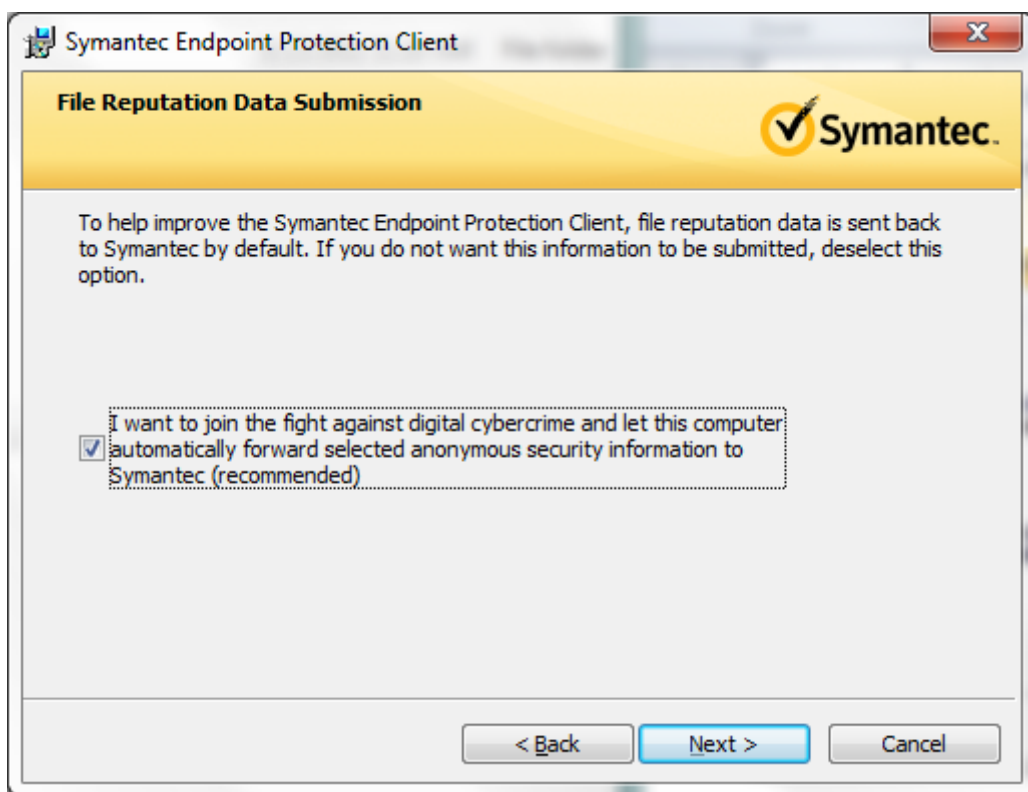 Symantec Endpoint Protection Client
File Reputation Data Submission
Symantec.
To help improve the Symantec Endpoint Protection Client, file reputation data is sent back
to Symantec by default. If you do not want this information to be submitted, deselect this
option.
I want to join the fight against digital cybercrime and let this computer
automatically forward selected anonymous security information to
Symantec (recommended)
< Back
Next >
Cancel